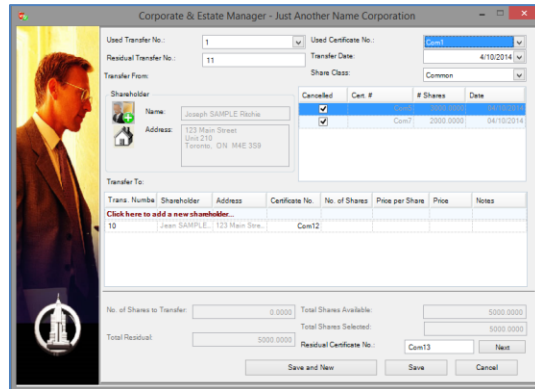 Corporate & Estate Manager - Just Another Name Corporation
Used Transfer No.: 1 Used Certificate No.: Com1
Residual Transfer No.: 11 Transfer Date: 4/10/2014
Transfer From: Share Class: Common
Shareholder
Name: Joseph SAMPLE Ritchie
Address: 123 Main Street
Unit 210
Toronto, ON M4E 3S9
Cancelled Cert. # # Shares Date
3000.0000 04/10/2014
Com7 2000.0000 04/10/2014
Transfer To:
Trans. Numbe Shareholder Address Certificate No. No. of Shares Price per Share Price Notes
Click here to add a new shareholder...
10 Jean SAMPLE... 123 Main Stre... Com12
No. of Shares to Transfer: 0.0000 Total Shares Available: 5000.0000
Total Shares Selected: 5000.0000
Total Residual: 5000.0000 Residual Certificate No.: Com13 Next
Save and New Save Cancel